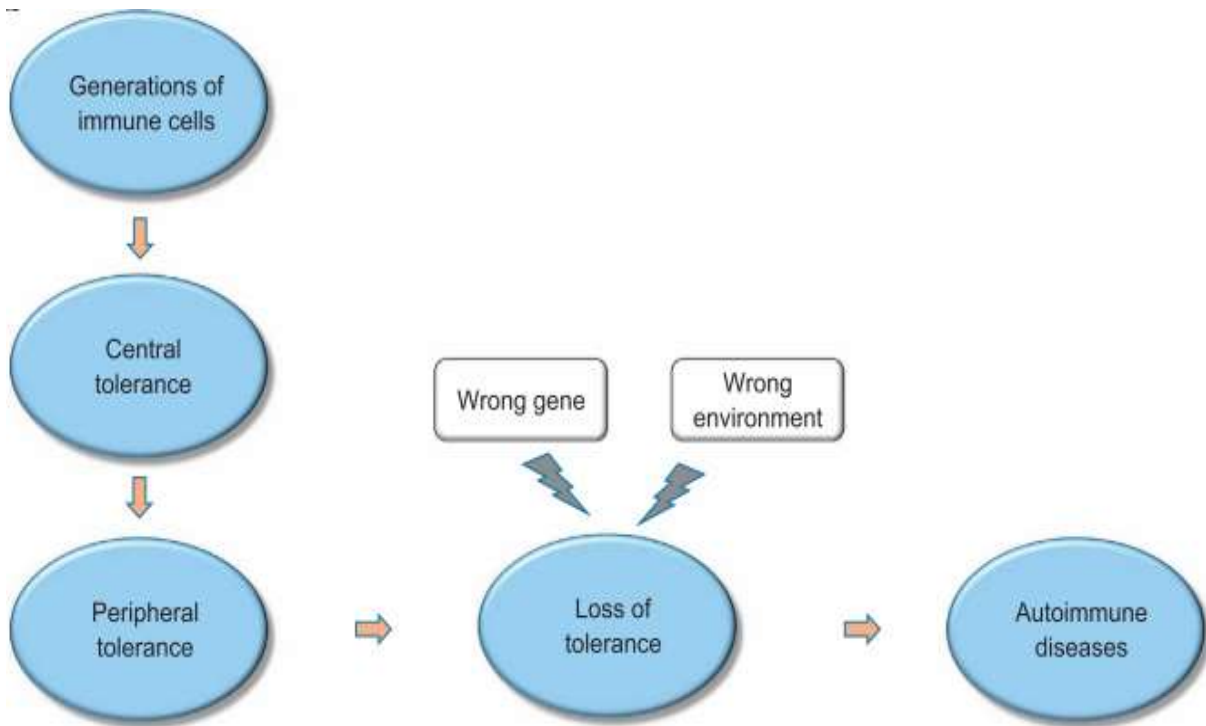 Generations of
immune cells
Central
tolerance
Wrong gene
Wrong
environment
Peripheral
tolerance
Loss of
tolerance
Autoimmune
diseases